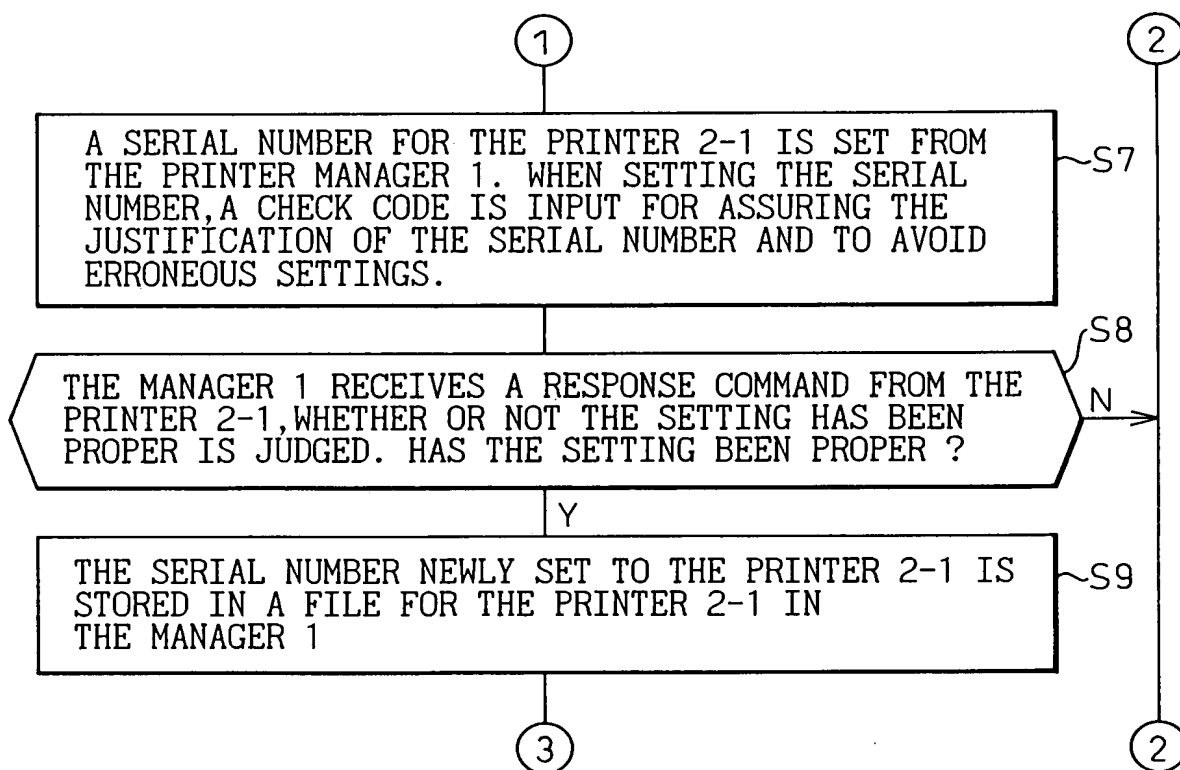 1
2
A SERIAL NUMBER FOR THE PRINTER 2-1 IS SET FROM
THE PRINTER MANAGER 1. WHEN SETTING THE SERIAL
NUMBER,A CHECK CODE IS INPUT FOR ASSURING THE
JUSTIFICATION OF THE SERIAL NUMBER AND TO AVOID
ERRONEOUS SETTINGS.
S7
S8
THE MANAGER 1 RECEIVES A RESPONSE COMMAND FROM THE
PRINTER 2-1,WHETHER OR NOT THE SETTING HAS BEEN
PROPER IS JUDGED. HAS THE SETTING BEEN PROPER ?
N
Y
THE SERIAL NUMBER NEWLY SET TO THE PRINTER 2-1 IS
STORED IN A FILE FOR THE PRINTER 2-1 IN
THE MANAGER 1
S9
3
2